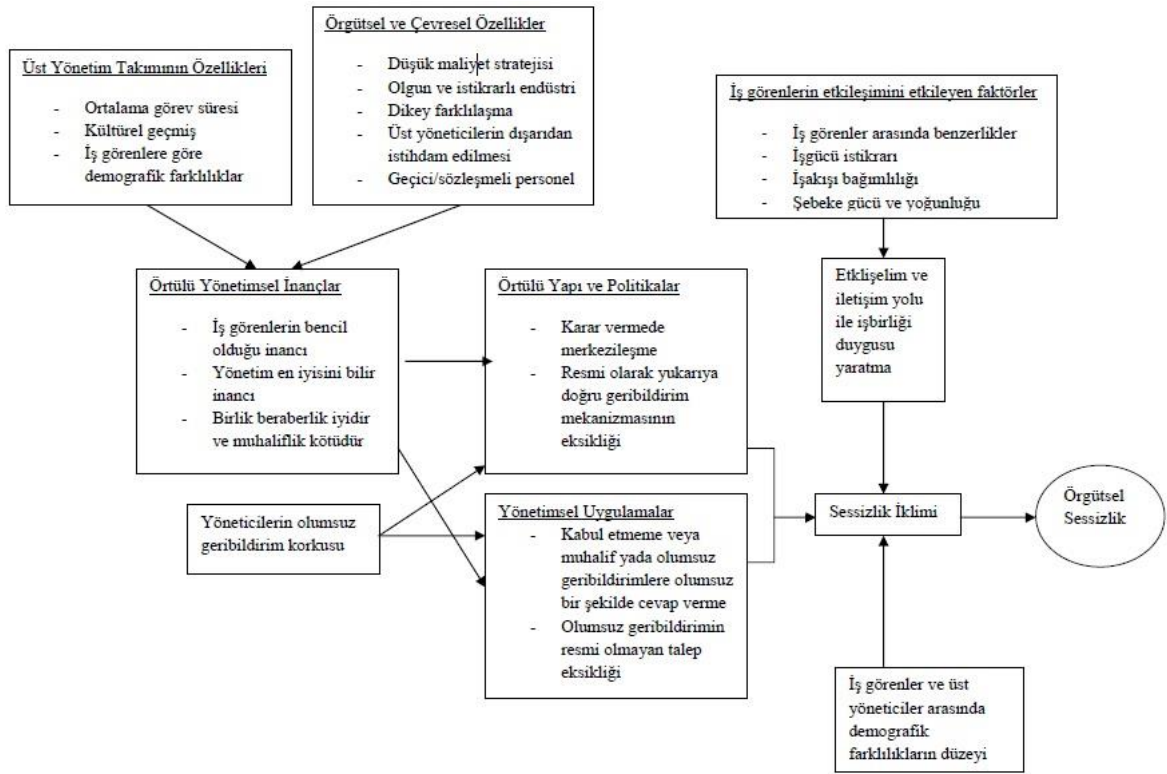 Üst Yönetim Takımının Özellikleri
- Ortalama görev süresi
- Kültürel geçmiş
- İş görenlere göre
demografik farklılıklar
Örgütsel ve Çevresel Özellikler
- Düşük maliyet stratejisi
- Olgun ve istikrarlı endüstri
- Dikey farklılaşma
- Üst yöneticilerin dışarıdan
istihdam edilmesi
- Geçici/sözleşmeli personel
İş görenlerin etkileşimini etkileyen faktörler
- İş görenler arasında benzerlikler
- İşgücü istikrarı
- İşakışı bağımlılığı
- Şebeke gücü ve yoğunluğu
Örtülü Yönetimsel İnançlar
- İş görenlerin bencil
olduğu inancı
- Yönetim en iyisini bilir
inancı
- Birlik beraberlik iyidir
ve muhaliflik kötüdür
Örtülü Yapı ve Politikalar
- Karar vermede
merkezileşme
- Resmi olarak yukarıya
doğru geribildirim
mekanizmasının
eksikliği
Etklişelim ve
iletişim yolu
ile işbirliği
duygusu
yaratma
Yöneticilerin olumsuz
geribildirim korkusu
Yönetimsel Uygulamalar
- Kabul etmeme veya
muhalif yada olumsuz
geribildirimlere olumsuz
bir şekilde cevap verme
- Olumsuz geribildirimin
resmi olmayan talep
eksikliği
Sessizlik İklimi
Örgütsel
Sessizlik
İş görenler ve üst
yöneticiler arasında
demografik
farklılıkların düzeyi